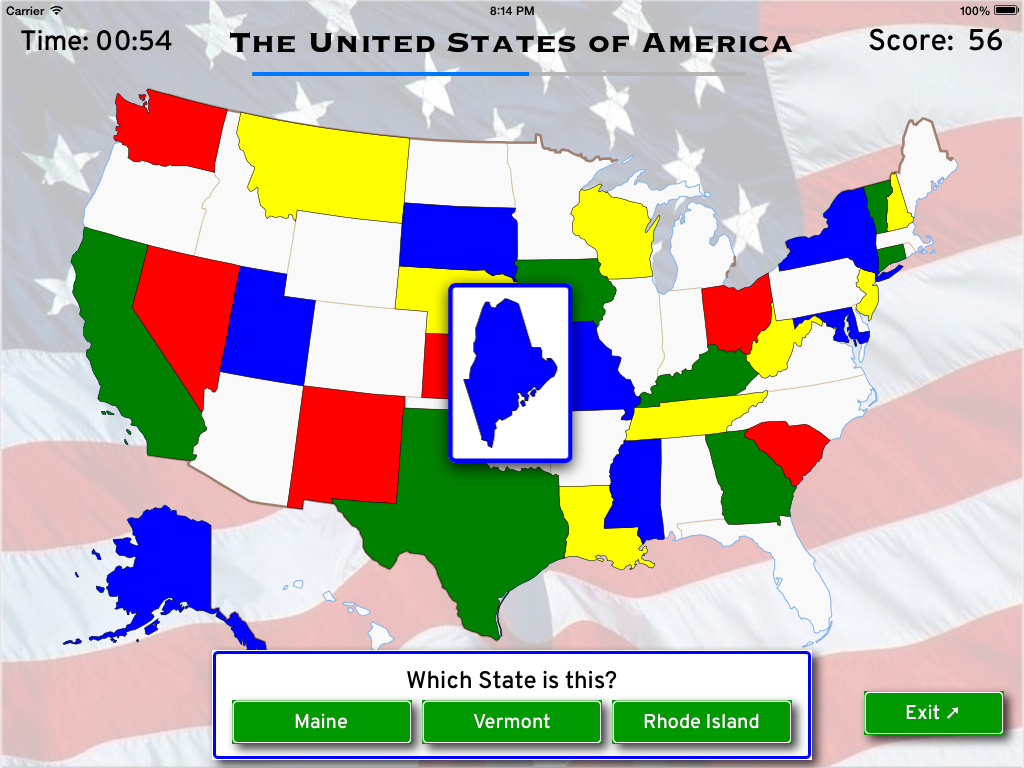 Carrier 8:14 PM 100%
Time: 00:54 The United States of America Score: 56
Which State is this?
Maine Vermont Rhode Island
Exit ➚